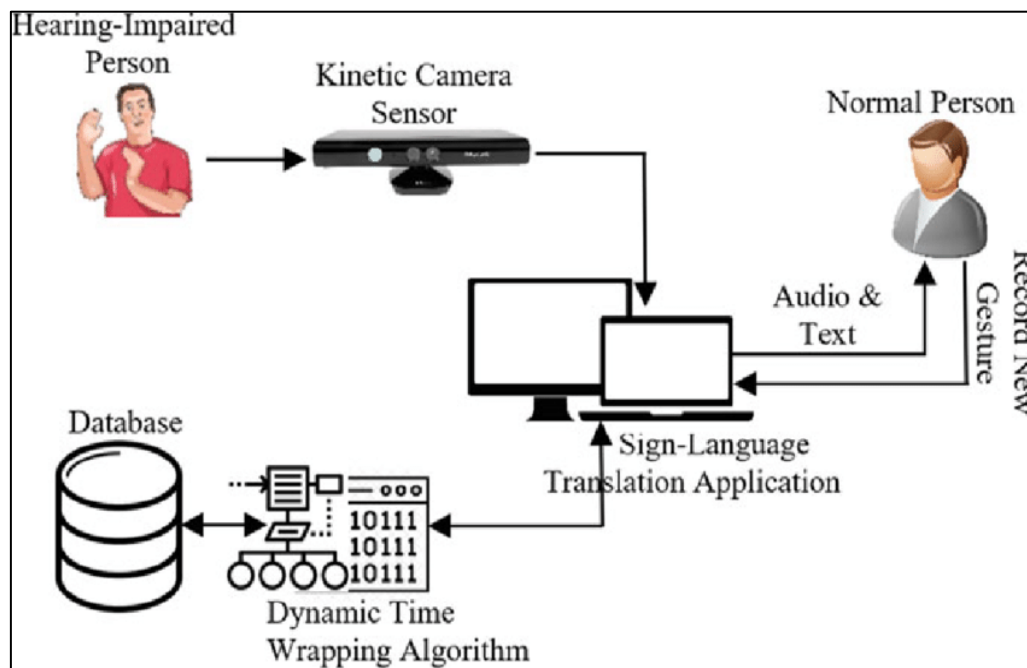 Hearing-Impaired
Person
Kinetic Camera
Sensor
Normal Person
Audio &
Text
Record New
Gesture
Sign-Language
Translation Application
Database
10111
10111
10111
Dynamic Time
Wrapping Algorithm